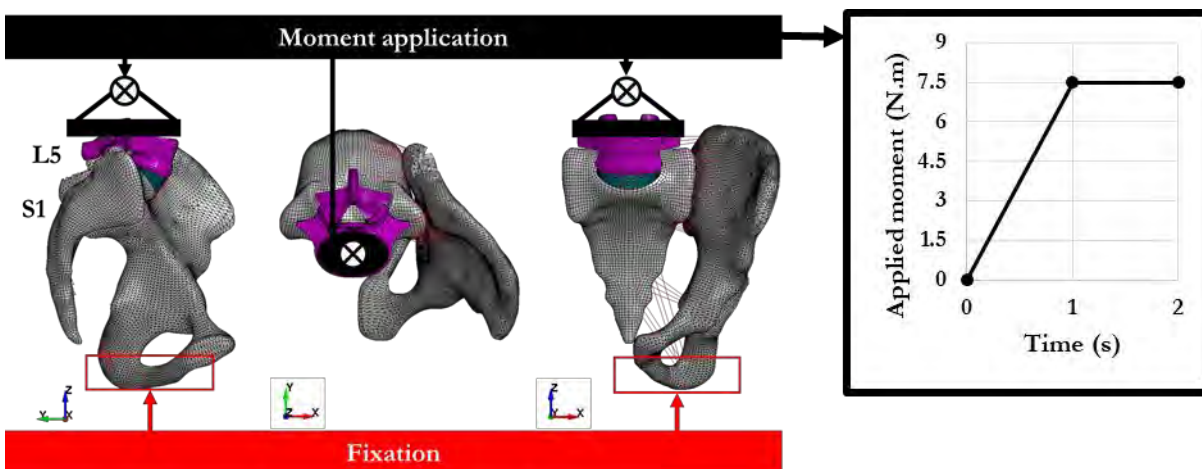 Moment application
L5
S1
Z
Y
X
Y
Z
X
Z
Y
X
Fixation
Applied moment (N.m)
9
7.5
6
4.5
3
1.5
0
0
1
2
Time (s)